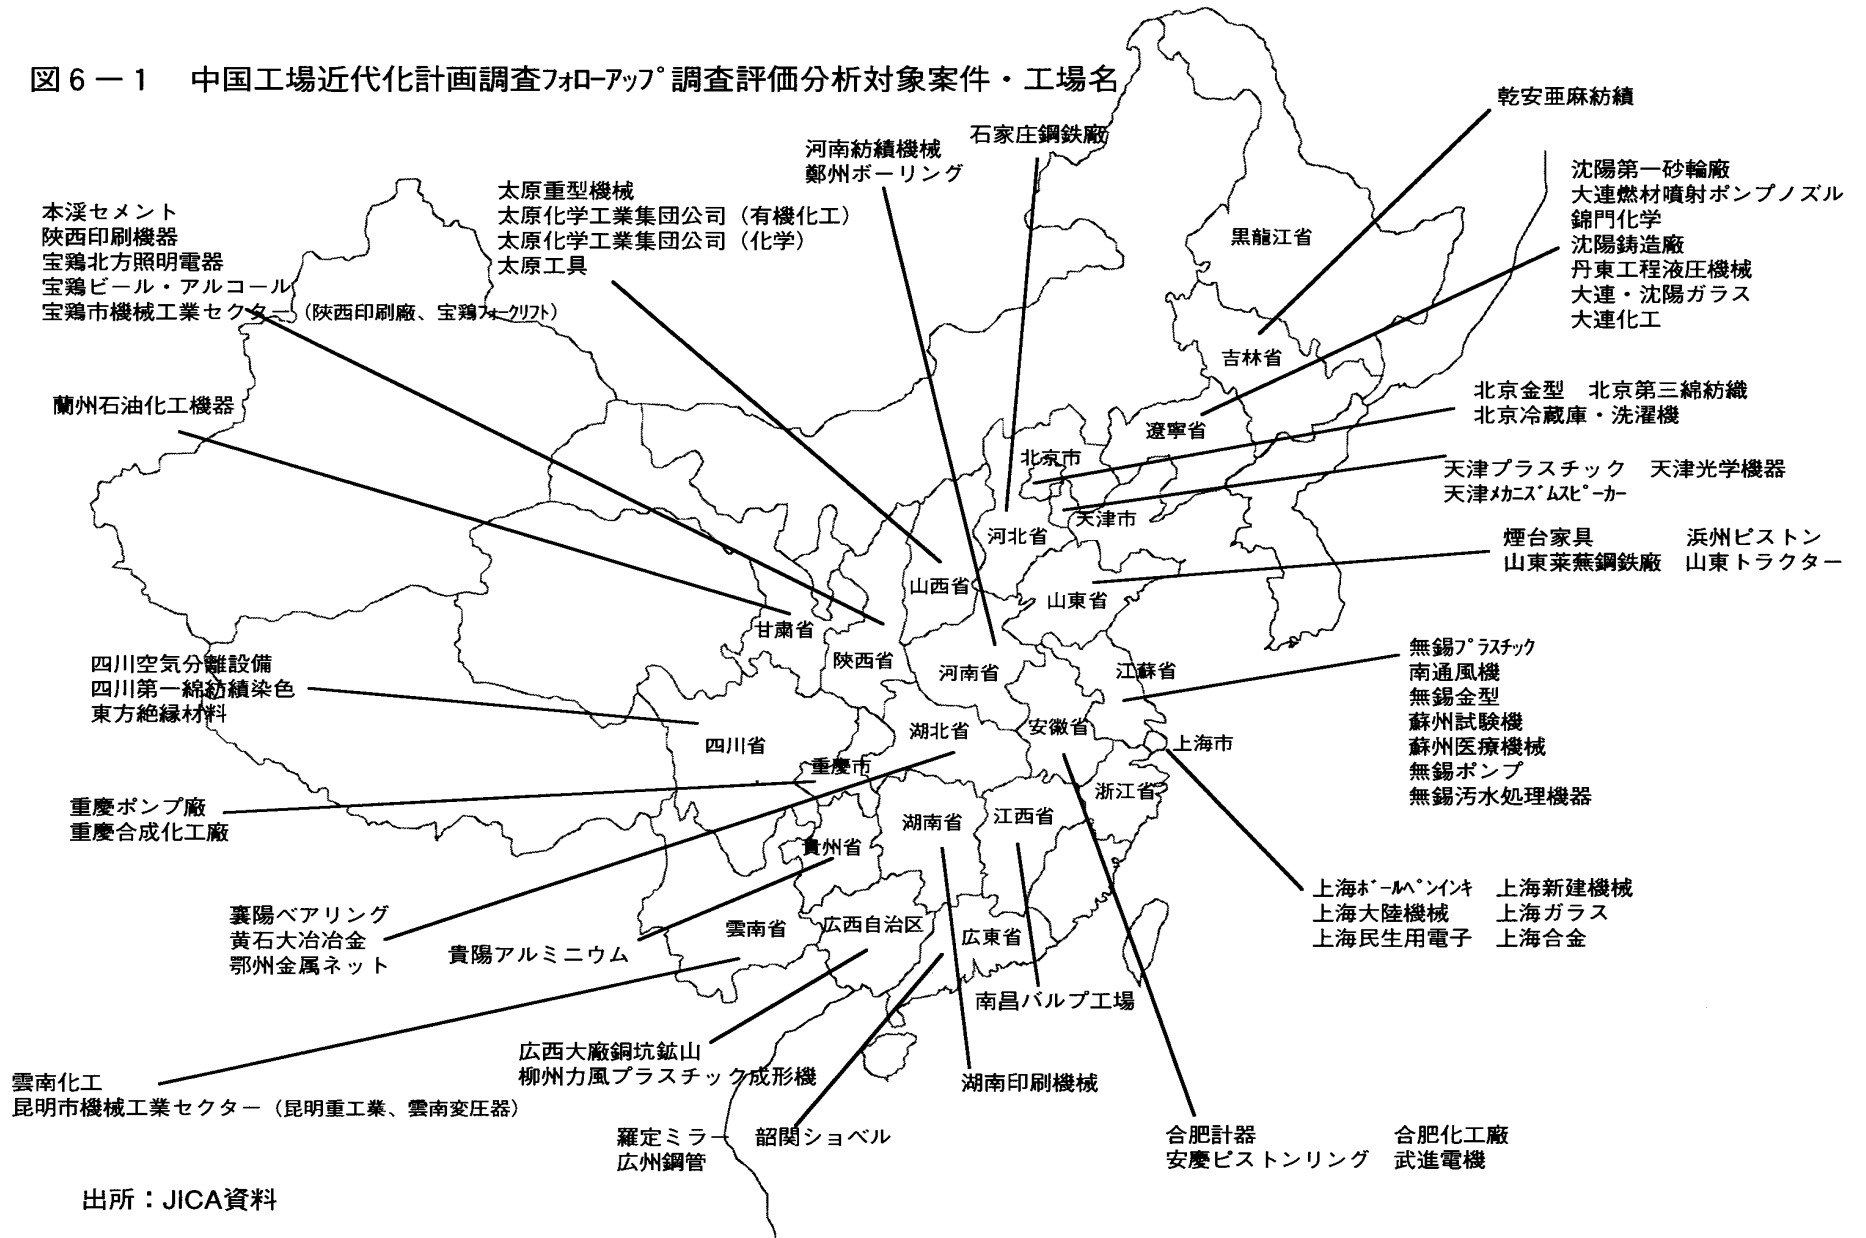 図6－1　中国工場近代化計画調査ﾌｫﾛｰｱｯﾌﾟ調査評価分析対象案件・工場名
乾安亜麻紡績
石家庄鋼鉄廠
河南紡績機械
鄭州ボーリング
沈陽第一砂輪廠
大連燃材噴射ポンプノズル
錦門化学
沈陽鋳造廠
丹東工程液圧機械
大連・沈陽ガラス
大連化工
太原重型機械
太原化学工業集団公司（有機化工）
太原化学工業集団公司（化学）
太原工具
本渓セメント
陝西印刷機器
宝鶏北方照明電器
宝鶏ビール・アルコール
宝鶏市機械工業セクター（陝西印刷廠、宝鶏ﾌｫｰｸﾘﾌﾄ）
黒龍江省
吉林省
蘭州石油化工機器
北京金型　北京第三綿紡織
北京冷蔵庫・洗濯機
遼寧省
北京市
天津プラスチック　天津光学機器
天津ﾒｶﾆｽﾞﾑｽﾋﾟｰｶｰ
天津市
河北省
煙台家具　浜州ピストン
山東莱蕪鋼鉄廠　山東トラクター
山西省
山東省
甘粛省
陝西省
河南省
江蘇省
無錫ﾌﾟﾗｽﾁｯｸ
南通風機
無錫金型
蘇州試験機
蘇州医療機械
無錫ポンプ
無錫汚水処理機器
四川空気分離設備
四川第一綿紡績染色
東方絶縁材料
四川省
湖北省
安徽省
上海市
重慶市
浙江省
重慶ポンプ廠
重慶合成化工廠
湖南省
江西省
貴州省
上海ﾎﾞｰﾙﾍﾟﾝｲﾝｷ　上海新建機械
上海大陸機械　上海ガラス
上海民生用電子　上海合金
襄陽ベアリング
黄石大冶冶金
鄂州金属ネット
貴陽アルミニウム
雲南省
広西自治区
広東省
南昌バルプ工場
広西大廠銅坑鉱山
柳州力風プラスチック成形機
湖南印刷機械
雲南化工
昆明市機械工業セクター（昆明重工業、雲南変圧器）
羅定ミラー　韶関ショベル
広州鋼管
合肥計器　合肥化工廠
安慶ピストンリング　武進電機
出所：JICA資料